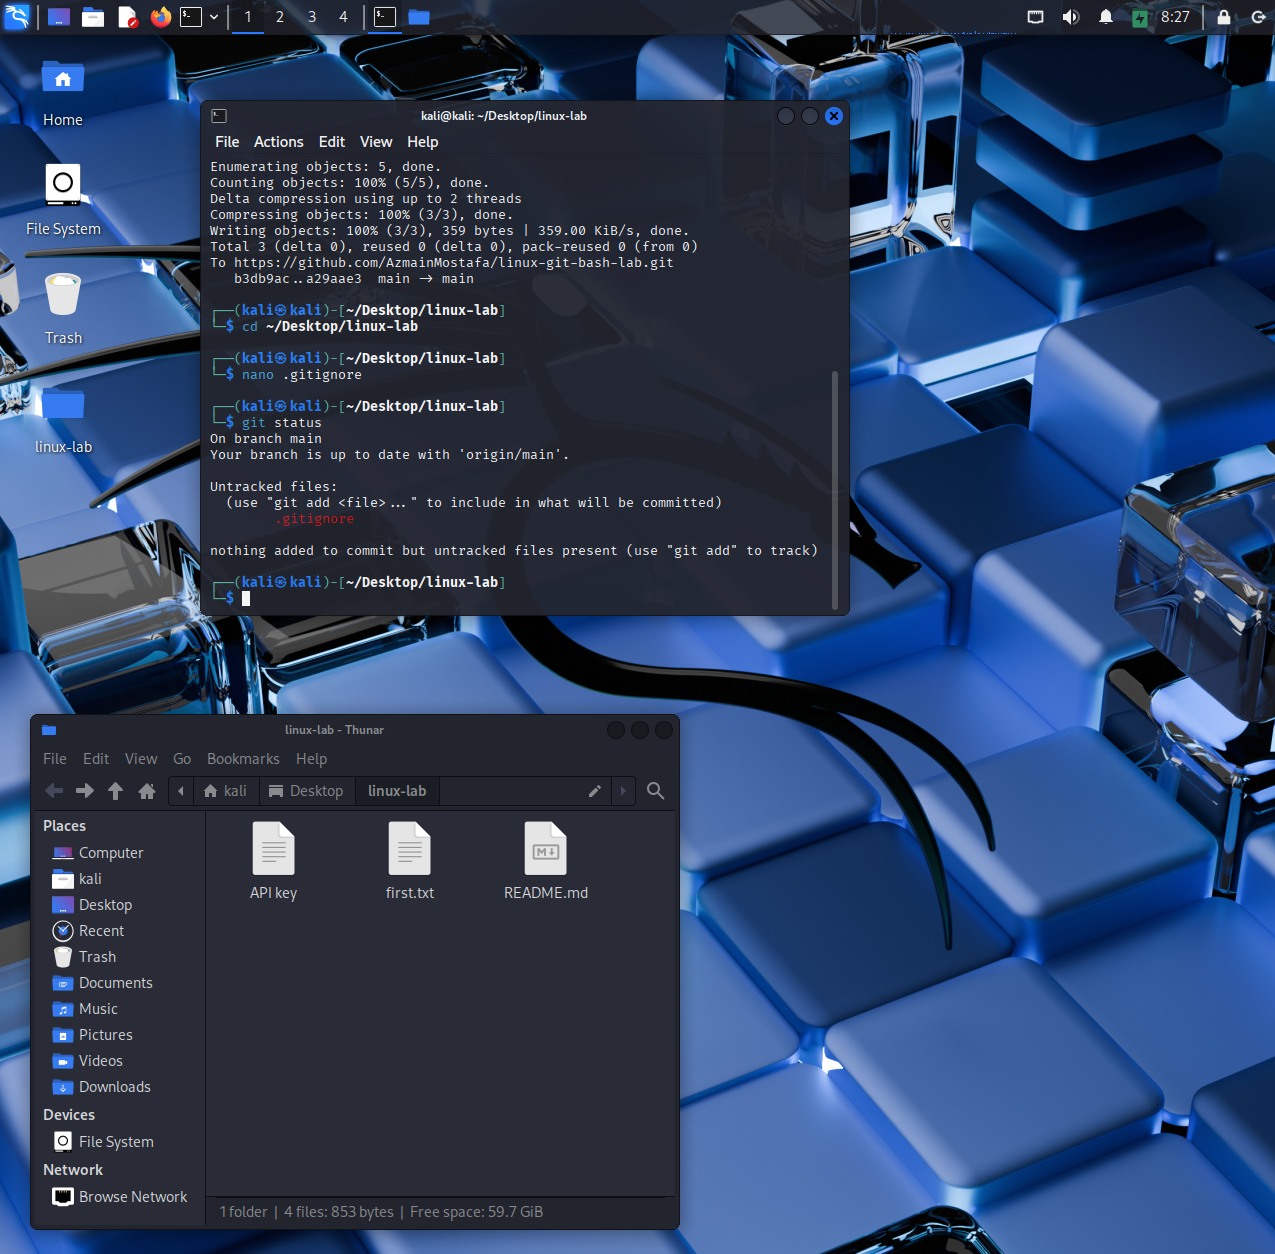 1 2 3 4 8:27
Home
File System
Trash
linux-lab
kali@kali: ~/Desktop/linux-lab
File Actions Edit View Help
Enumerating objects: 5, done.
Counting objects: 100% (5/5), done.
Delta compression using up to 2 threads
Compressing objects: 100% (3/3), done.
Writing objects: 100% (3/3), 359 bytes | 359.00 KiB/s, done.
Total 3 (delta 0), reused 0 (delta 0), pack-reused 0 (from 0)
To https://github.com/AzmainMostafa/linux-git-bash-lab.git
b3db9ac..a29aae3 main -> main
┌──(kali㉿kali)-[~/Desktop/linux-lab]
└─$ cd ~/Desktop/linux-lab
┌──(kali㉿kali)-[~/Desktop/linux-lab]
└─$ nano .gitignore
┌──(kali㉿kali)-[~/Desktop/linux-lab]
└─$ git status
On branch main
Your branch is up to date with 'origin/main'.
Untracked files:
(use "git add <file>..." to include in what will be committed)
.gitignore
nothing added to commit but untracked files present (use "git add" to track)
┌──(kali㉿kali)-[~/Desktop/linux-lab]
└─$
linux-lab - Thunar
File Edit View Go Bookmarks Help
kali Desktop linux-lab
Places
Computer
kali
Desktop
Recent
Trash
Documents
Music
Pictures
Videos
Downloads
Devices
File System
Network
Browse Network
API key first.txt README.md
1 folder | 4 files: 853 bytes | Free space: 59.7 GiB